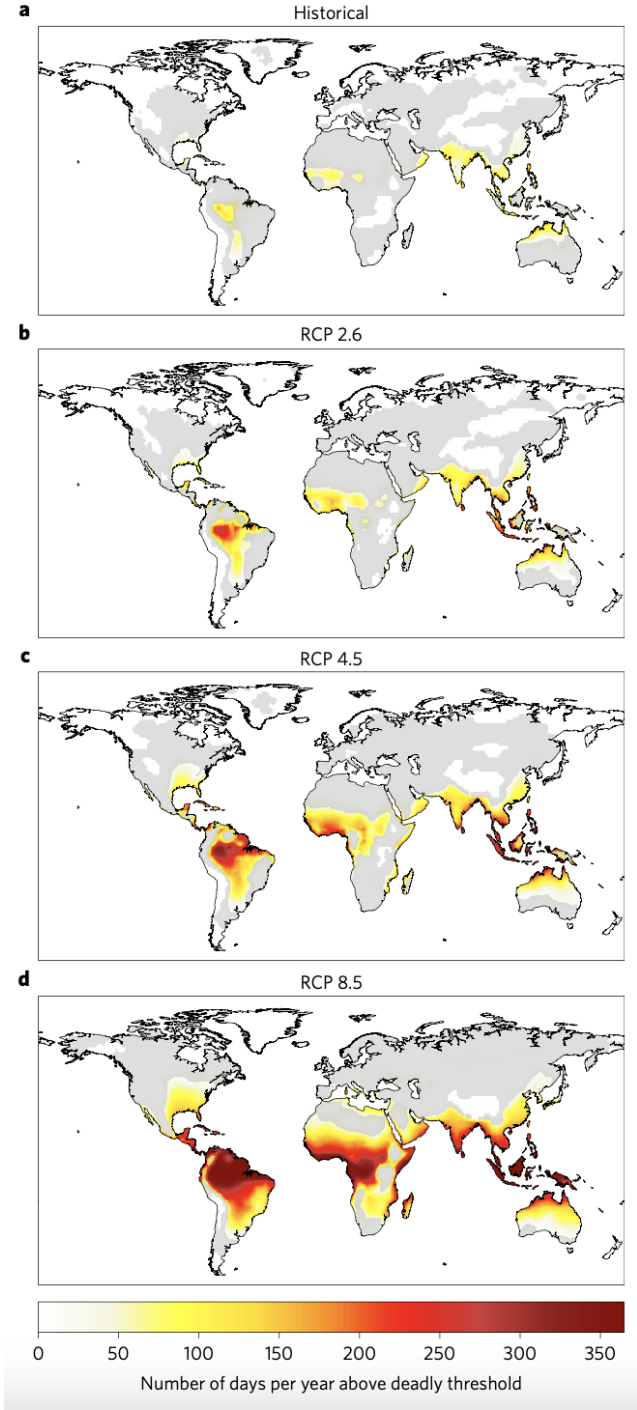 a
Historical
b
RCP 2.6
c
RCP 4.5
d
RCP 8.5
0 50 100 150 200 250 300 350
Number of days per year above deadly threshold